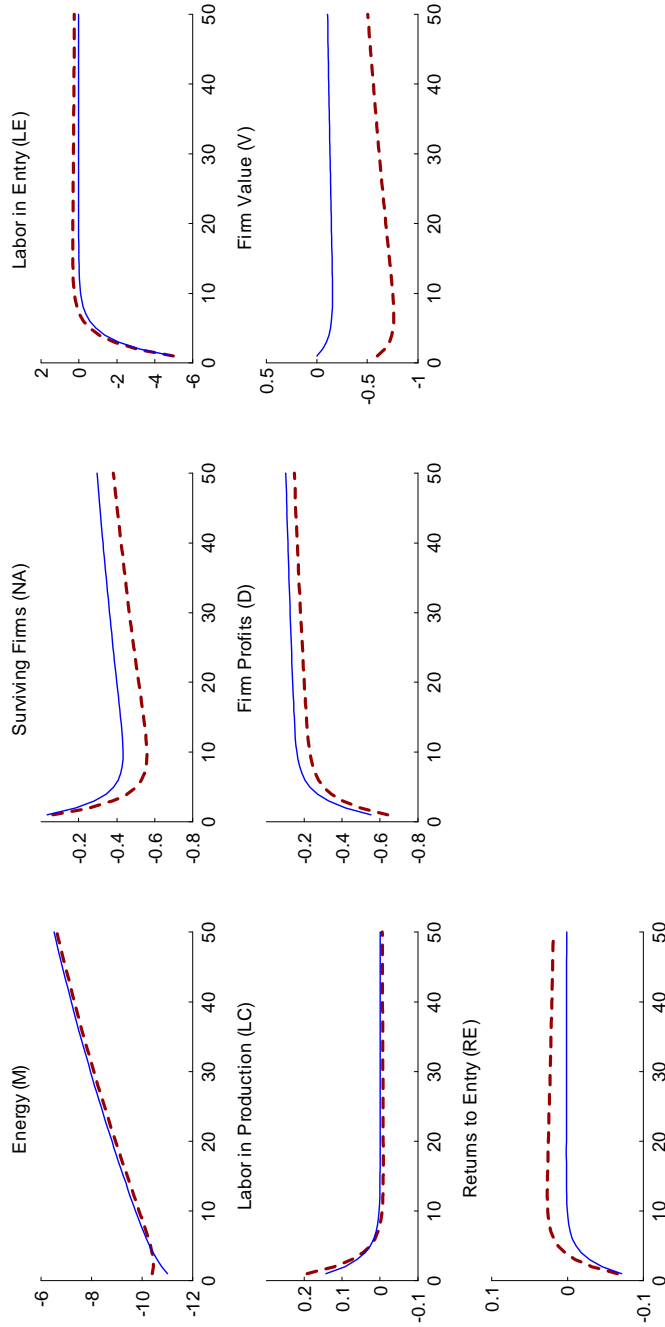 Energy (M)
-6
-8
-10
-12
0 10 20 30 40 50
Surviving Firms (NA)
-0.2
-0.4
-0.6
-0.8
0 10 20 30 40 50
Labor in Entry (LE)
2
0
-2
-4
-6
0 10 20 30 40 50
Labor in Production (LC)
0.2
0.1
0
-0.1
0 10 20 30 40 50
Firm Profits (D)
-0.2
-0.4
-0.6
-0.8
0 10 20 30 40 50
Firm Value (V)
0.5
0
-0.5
-1
0 10 20 30 40 50
Returns to Entry (RE)
0.1
0
-0.1
0 10 20 30 40 50